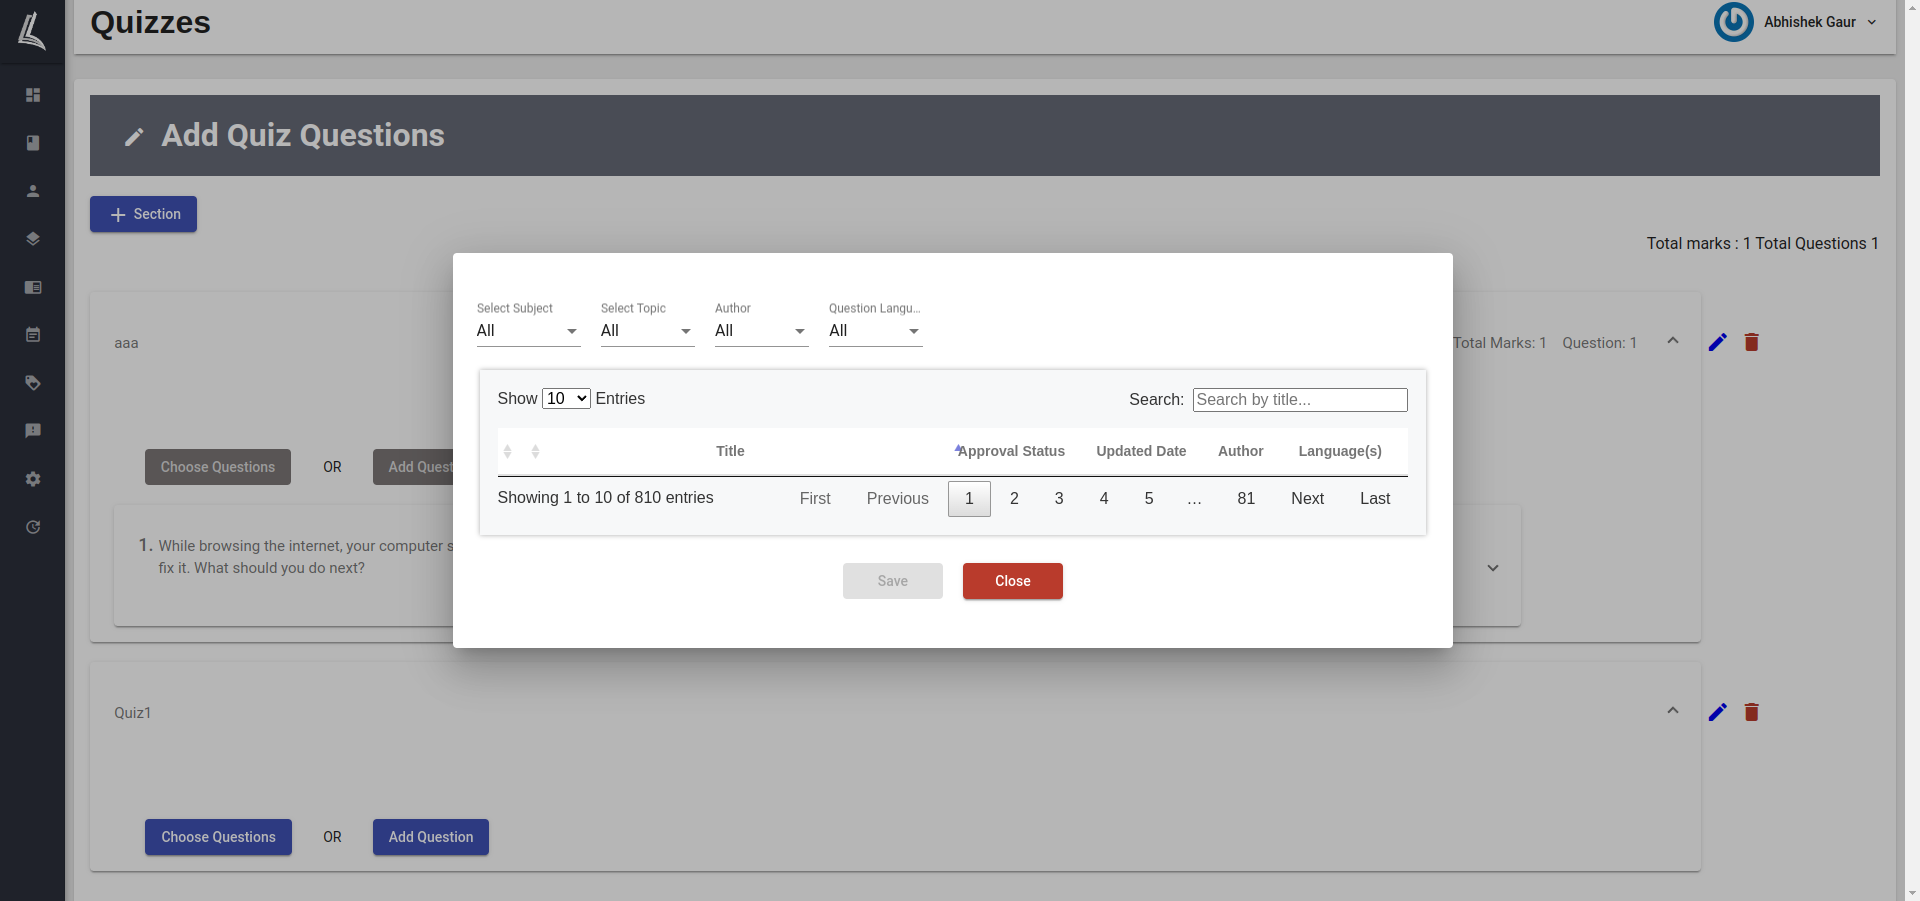 Quizzes
Abhishek Gaur
Add Quiz Questions
Section
Total marks : 1 Total Questions 1
Select Subject
All
Select Topic
All
Author
All
Question Langu...
All
aaa
Total Marks: 1 Question: 1
Show 10 Entries
Search: Search by title...
Title Approval Status Updated Date Author Language(s)
Choose Questions OR Add Quest
Showing 1 to 10 of 810 entries
First Previous 1 2 3 4 5 … 81 Next Last
1. While browsing the internet, your computer s
fix it. What should you do next?
Save Close
Quiz1
Choose Questions OR Add Question